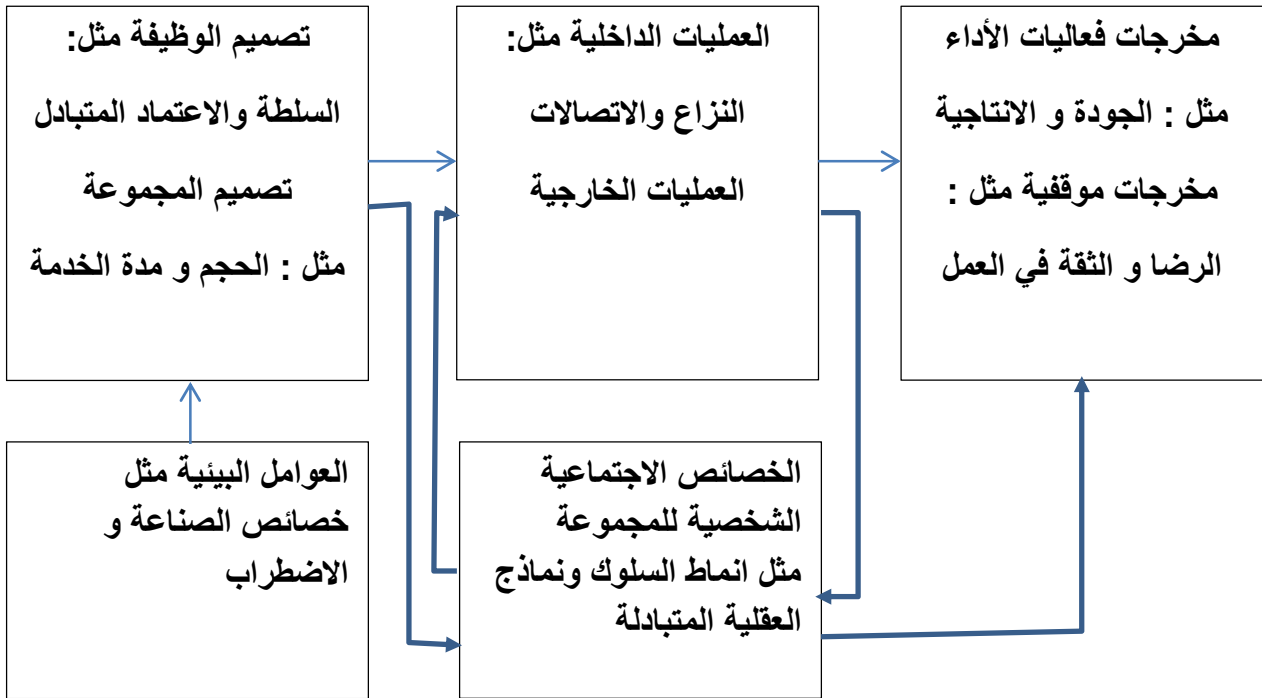 تصميم الوظيفة مثل:
السلطة والاعتماد المتبادل
تصميم المجموعة
مثل : الحجم و مدة الخدمة
العمليات الداخلية مثل:
النزاع والاتصالات
العمليات الخارجية
مخرجات فعاليات الأداء
مثل : الجودة و الانتاجية
مخرجات موقفية مثل :
الرضا و الثقة في العمل
العوامل البيئية مثل
خصائص الصناعة و
الاضطراب
الخصائص الاجتماعية
الشخصية للمجموعة
مثل انماط السلوك ونماذج
العقلية المتبادلة